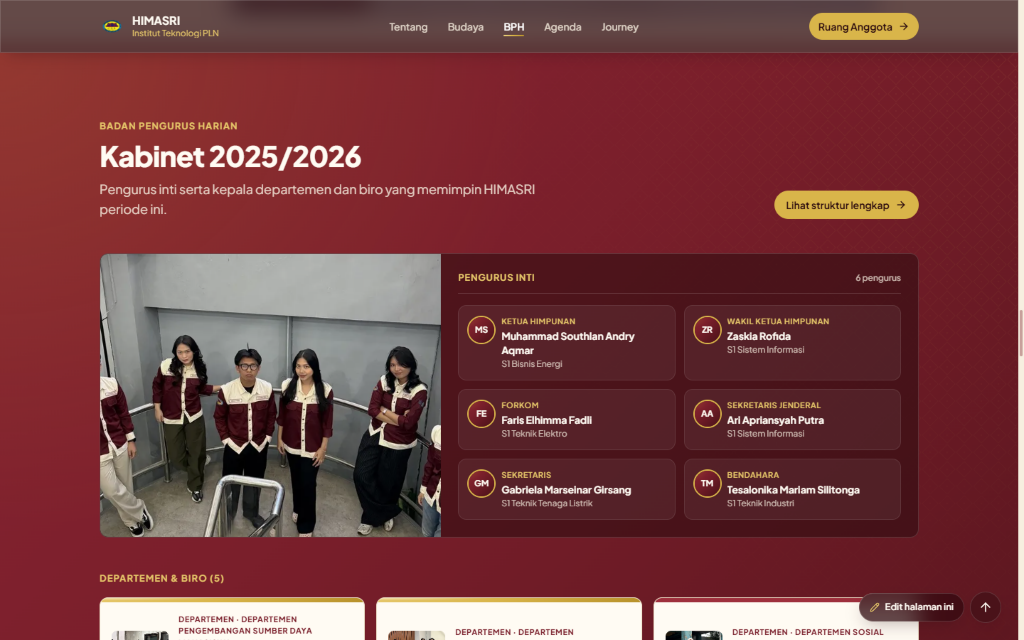 HIMASRI
Institut Teknologi PLN
Tentang
Budaya
BPH
Agenda
Journey
Ruang Anggota →
BADAN PENGURUS HARIAN
Kabinet 2025/2026
Pengurus inti serta kepala departemen dan biro yang memimpin HIMASRI
periode ini.
Lihat struktur lengkap →
PENGURUS INTI
6 pengurus
MS
KETUA HIMPUNAN
Muhammad Southian Andry
Aqmar
S1 Bisnis Energi
ZR
WAKIL KETUA HIMPUNAN
Zaskia Rofida
S1 Sistem Informasi
FE
FORKOM
Faris Elhimma Fadli
S1 Teknik Elektro
AA
SEKRETARIS JENDERAL
Ari Apriansyah Putra
S1 Sistem Informasi
GM
SEKRETARIS
Gabriela Marselnar Girsang
S1 Teknik Tenaga Listrik
TM
BENDAHARA
Tesalonika Mariam Silitonga
S1 Teknik Industri
DEPARTEMEN & BIRO (5)
DEPARTEMEN · DEPARTEMEN
PENGEMBANGAN SUMBER DAYA
DEPARTEMEN · DEPARTEMEN
DEPARTEMEN · DEPARTEMEN SOSIAL
Edit halaman ini